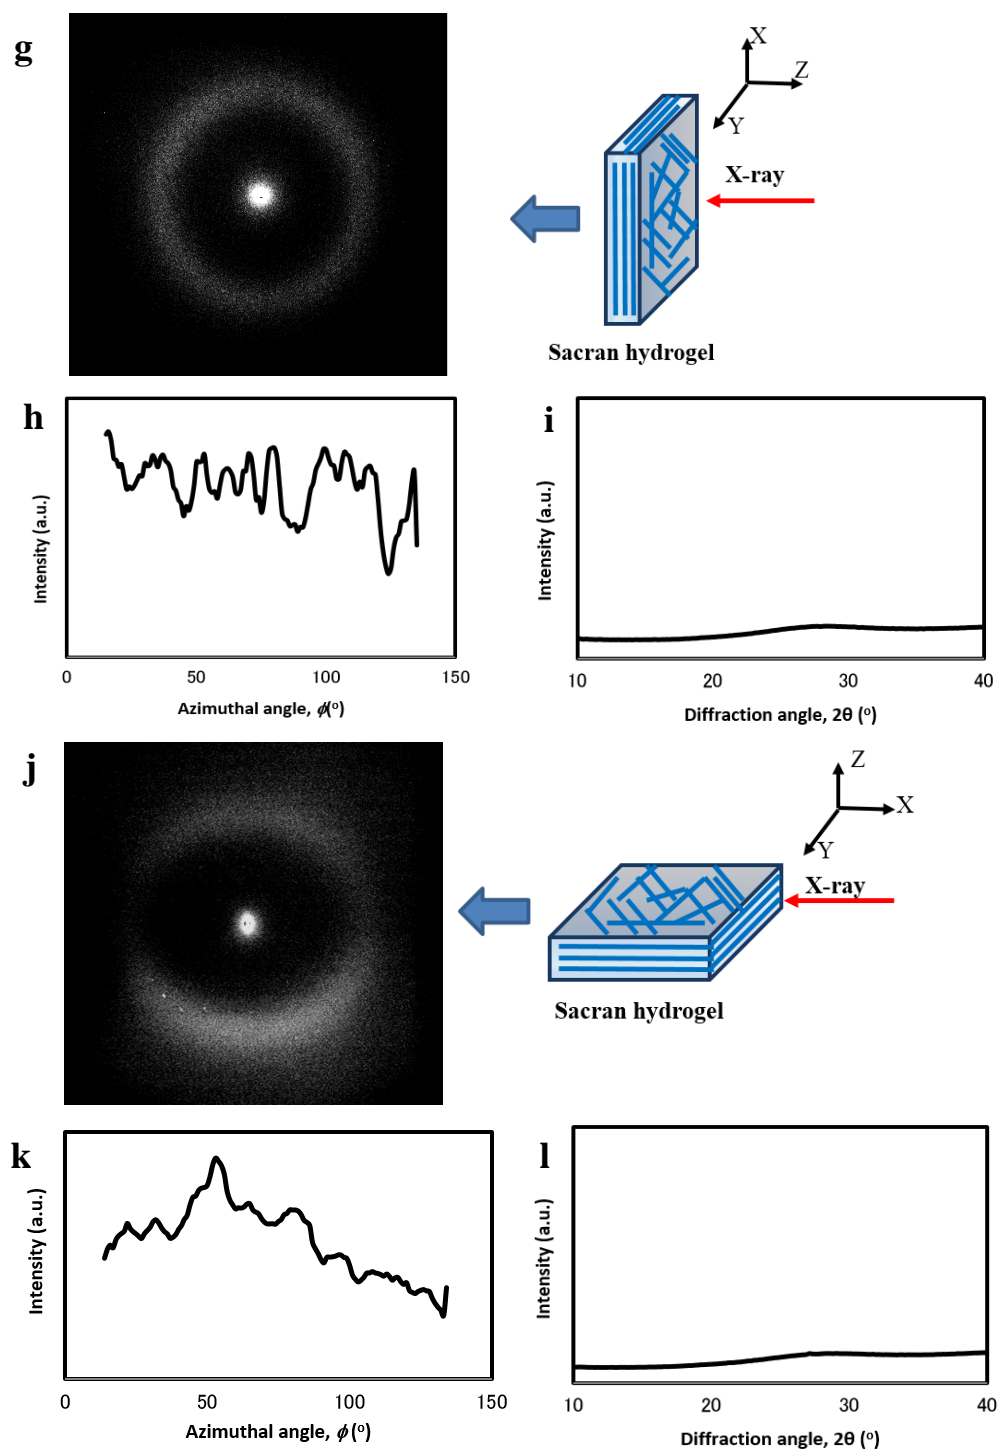 g
X
Z
Y
X-ray
Sacran hydrogel
h
Intensity (a.u.)
0
50
100
150
Azimuthal angle, ϕ(º)
i
Intensity (a.u.)
10
20
30
40
Diffraction angle, 2θ (º)
j
Z
X
Y
X-ray
Sacran hydrogel
k
Intensity (a.u.)
0
50
100
150
Azimuthal angle, ϕ (º)
l
Intensity (a.u.)
10
20
30
40
Diffraction angle, 2θ (º)